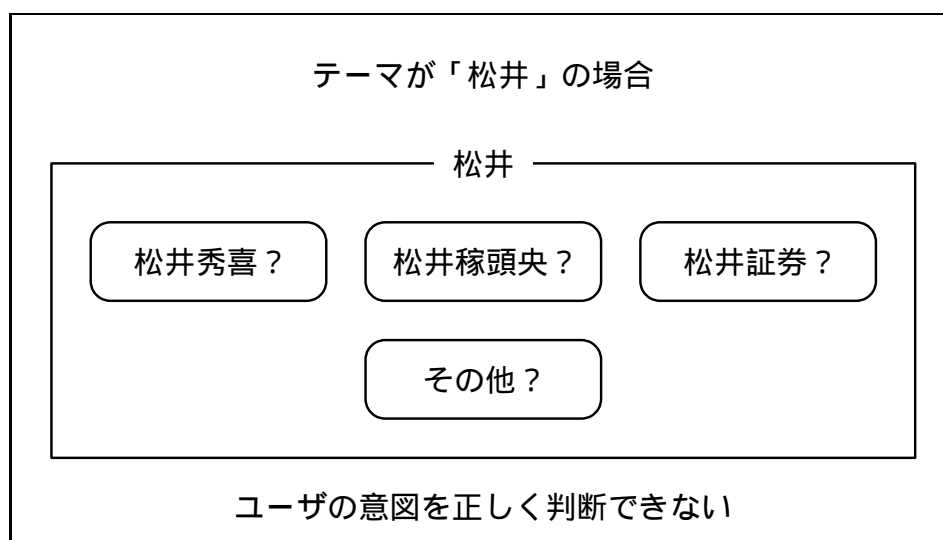 テーマが「松井」の場合
松井
松井秀喜？ 松井稼頭央？ 松井証券？
その他？
ユーザの意図を正しく判断できない